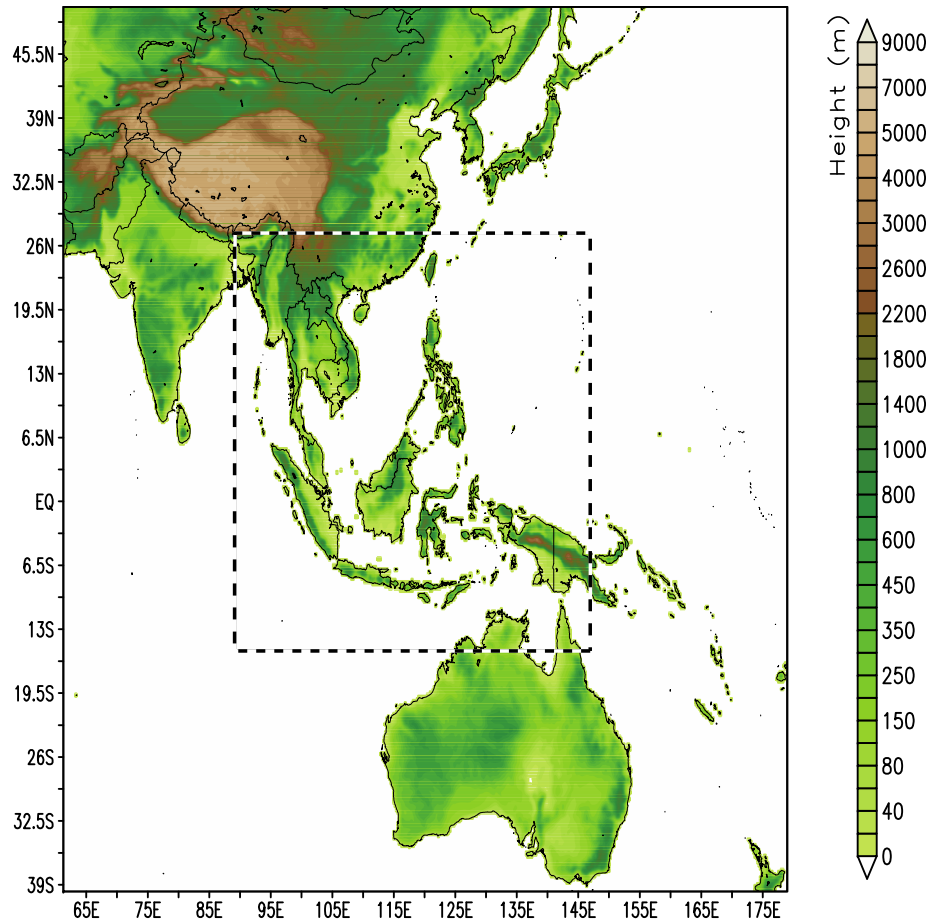 45.5N
39N
32.5N
26N
19.5N
13N
6.5N
EQ
6.5S
13S
19.5S
26S
32.5S
39S
65E 75E 85E 95E 105E 115E 125E 135E 145E 155E 165E 175E
Height (m)
9000
7000
5000
4000
3000
2600
2200
1800
1400
1000
800
600
450
350
250
150
80
40
0